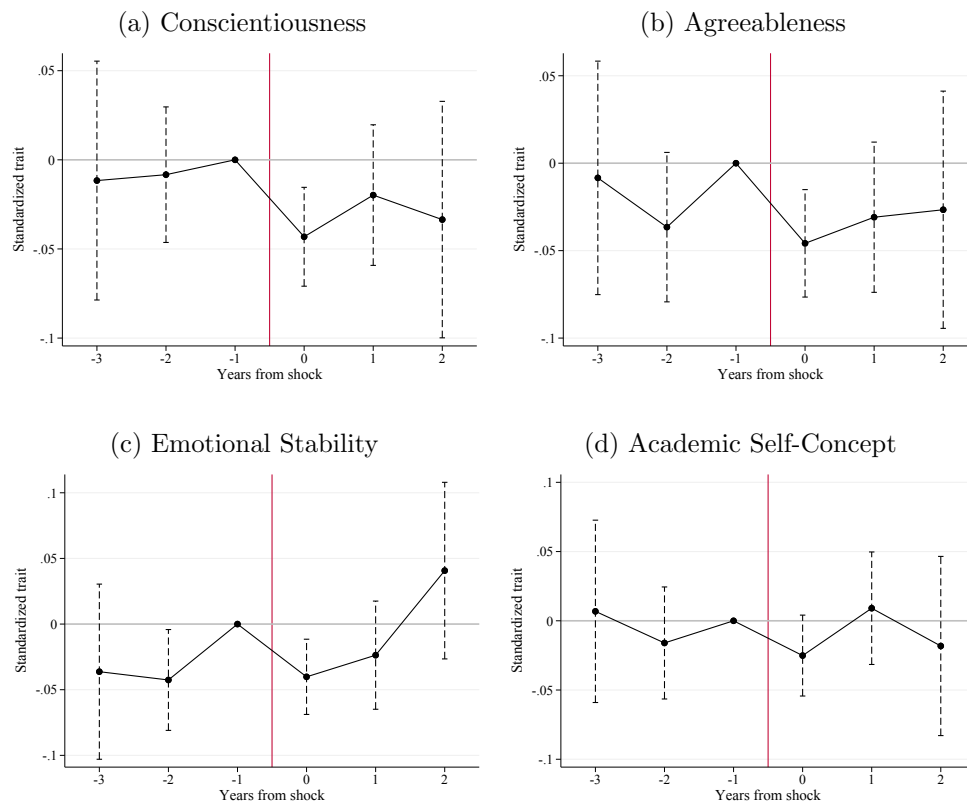 (a) Conscientiousness
Standardized trait
.05
0
-.05
-.1
-3 -2 -1 0 1 2
Years from shock
(b) Agreeableness
Standardized trait
.05
0
-.05
-.1
-3 -2 -1 0 1 2
Years from shock
(c) Emotional Stability
Standardized trait
.1
.05
0
-.05
-.1
-3 -2 -1 0 1 2
Years from shock
(d) Academic Self-Concept
Standardized trait
.1
.05
0
-.05
-.1
-3 -2 -1 0 1 2
Years from shock